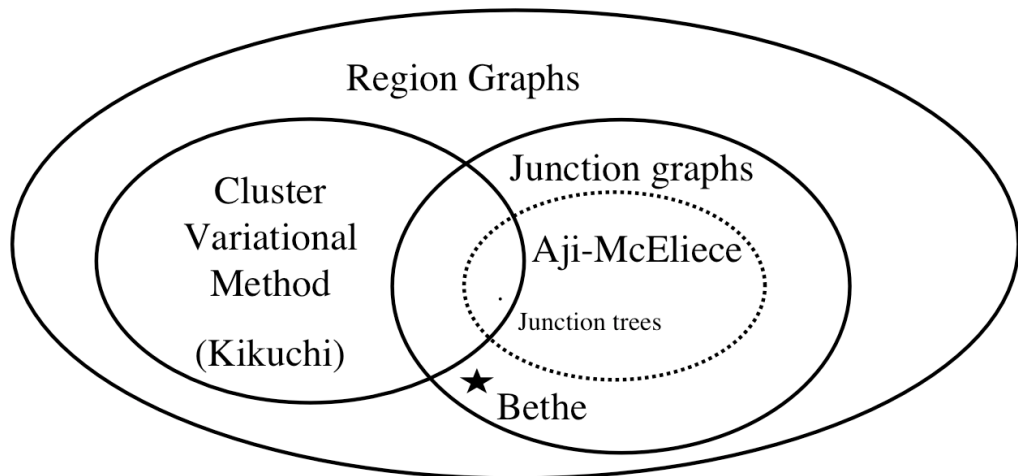 Region Graphs
Cluster
Variational
Method
(Kikuchi)
Junction graphs
Aji-McEliece
Junction trees
Bethe